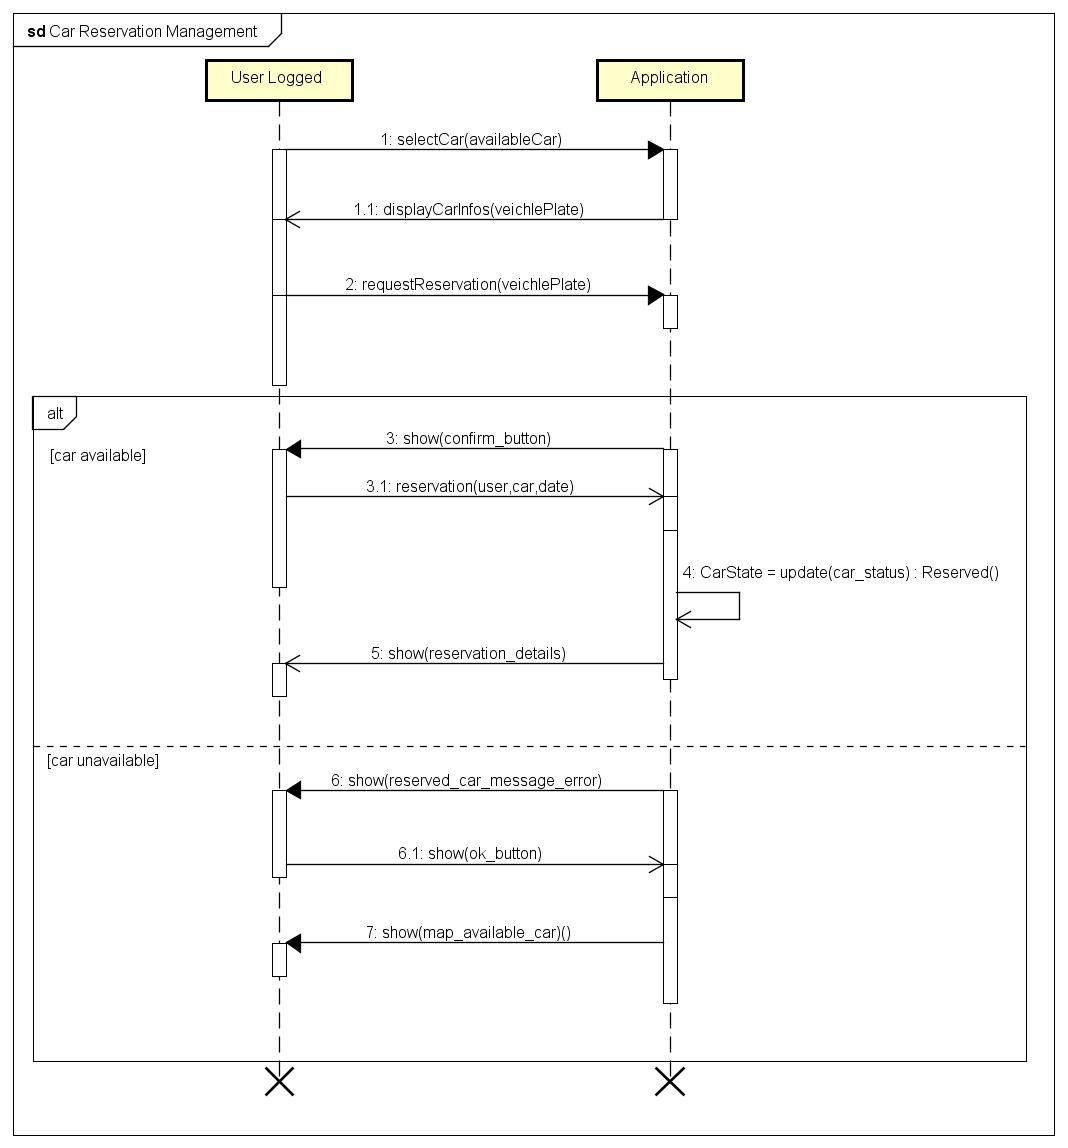 sd Car Reservation Management
User Logged
Application
1: selectCar(availableCar)
1.1: displayCarInfos(veichlePlate)
2: requestReservation(veichlePlate)
alt
3: show(confirm_button)
[car available]
3.1: reservation(user,car,date)
4: CarState = update(car_status) : Reserved()
5: show(reservation_details)
[car unavailable]
6: show(reserved_car_message_error)
6.1: show(ok_button)
7: show(map_available_car)()